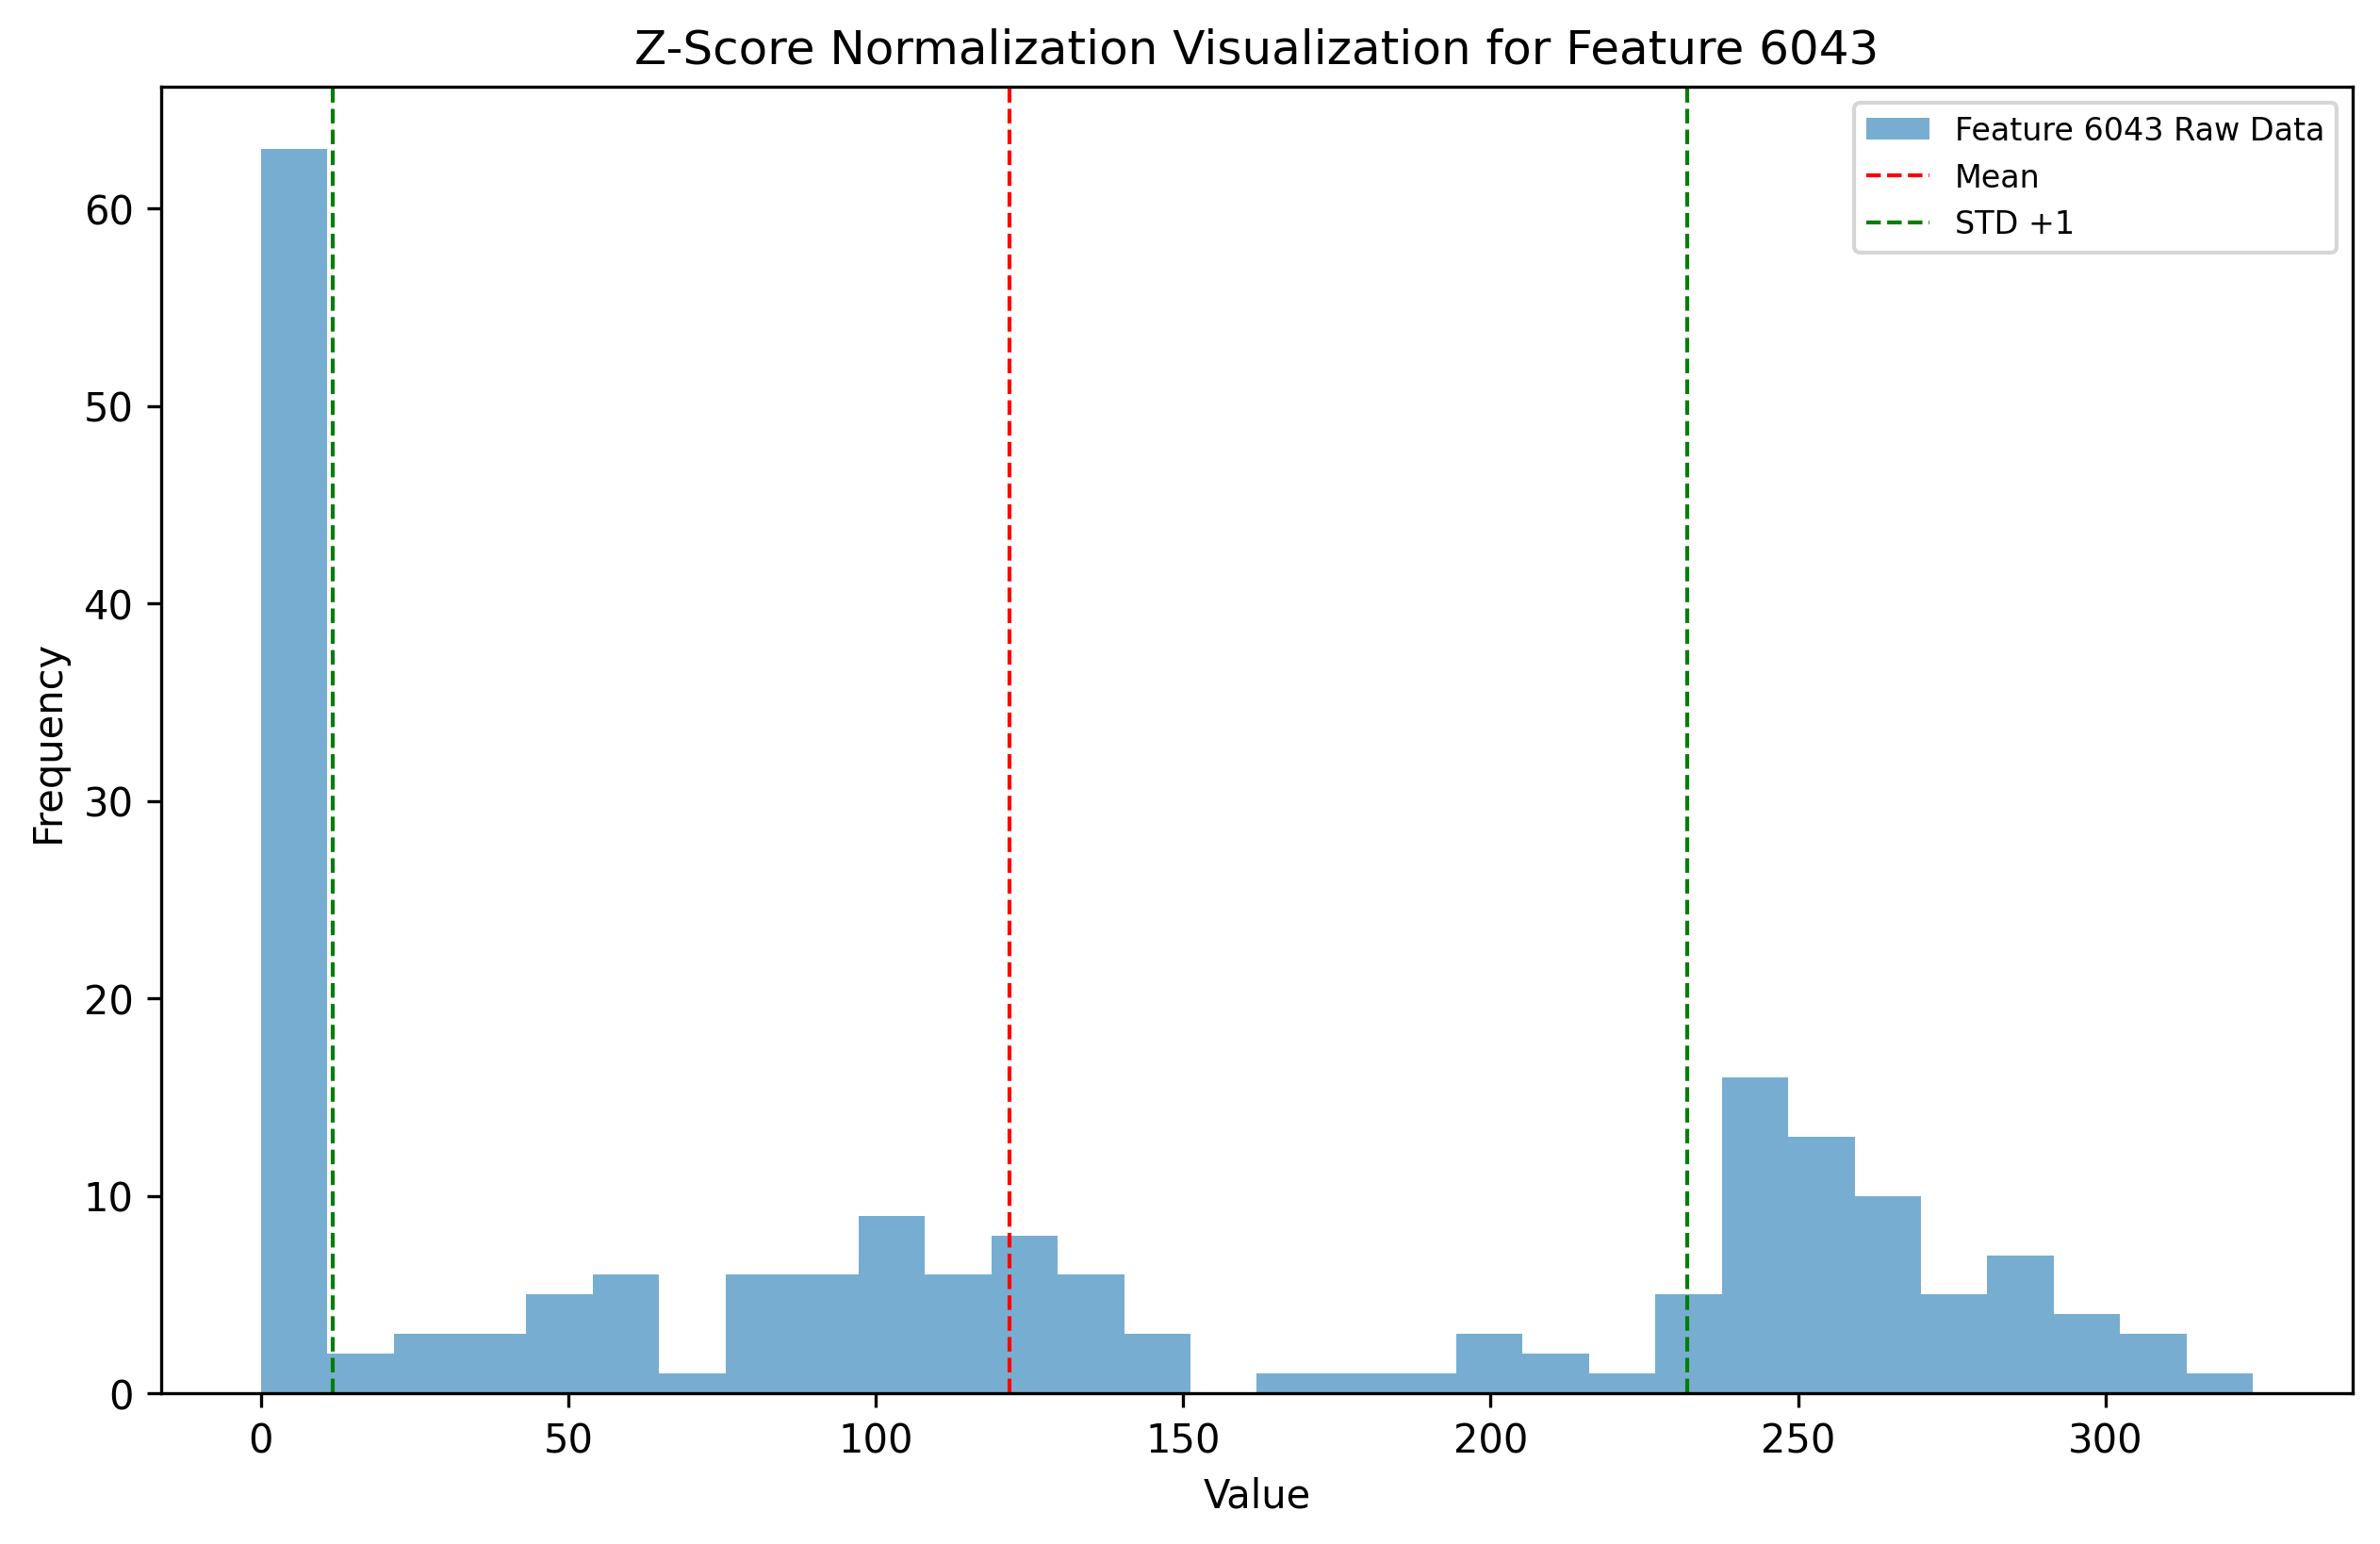 Z-Score Normalization Visualization for Feature 6043
Feature 6043 Raw Data
Mean
STD +1
Frequency
60
50
40
30
20
10
0
0 50 100 150 200 250 300
Value